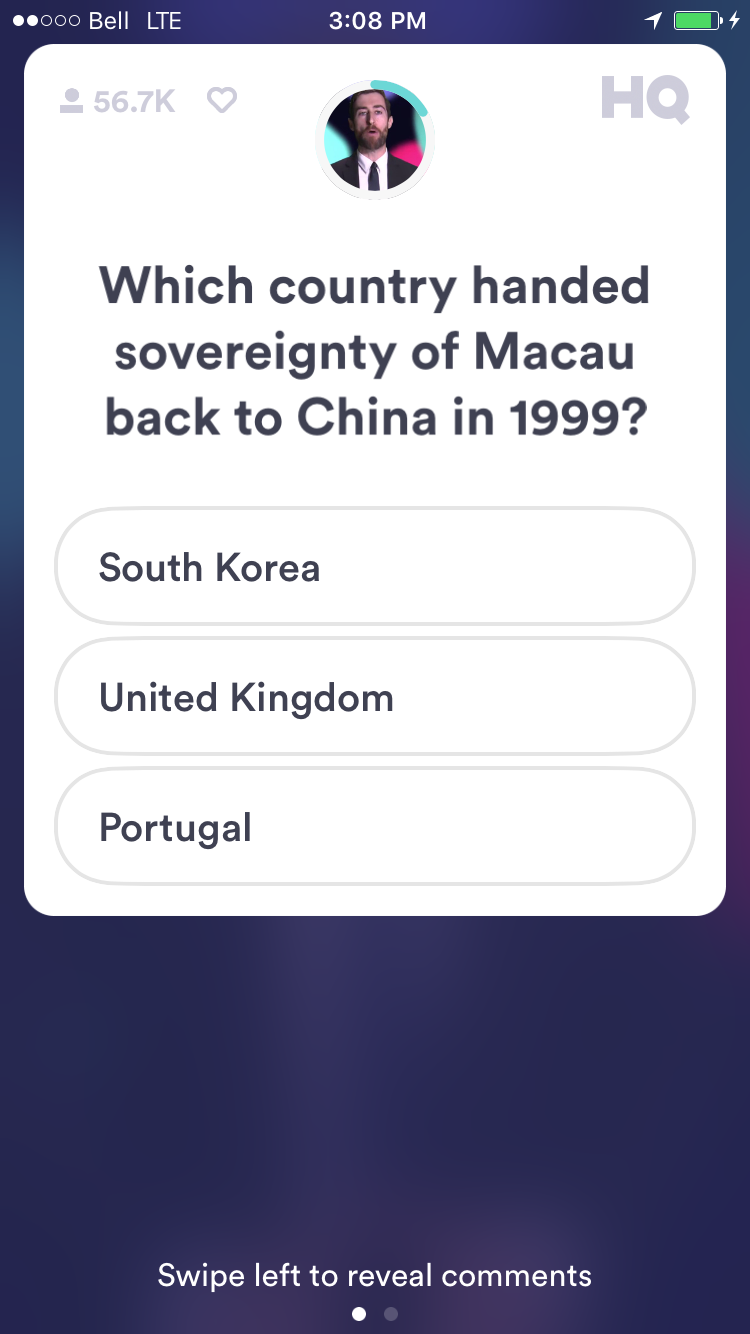 Bell LTE 3:08 PM
56.7K HQ
Which country handed
sovereignty of Macau
back to China in 1999?
South Korea
United Kingdom
Portugal
Swipe left to reveal comments